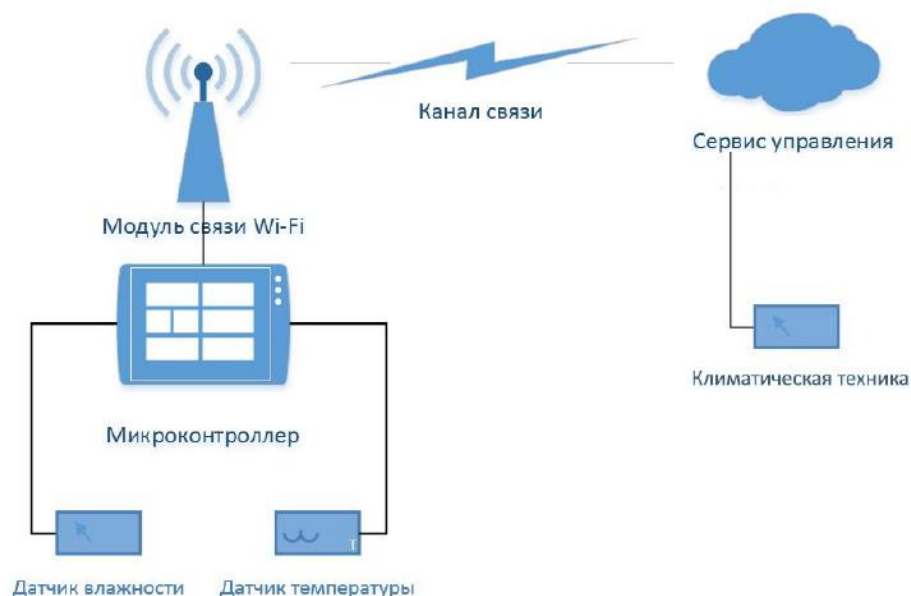 Канал связи
Сервис управления
Модуль связи Wi-Fi
Климатическая техника
Микроконтроллер
T
Датчик влажности
Датчик температуры